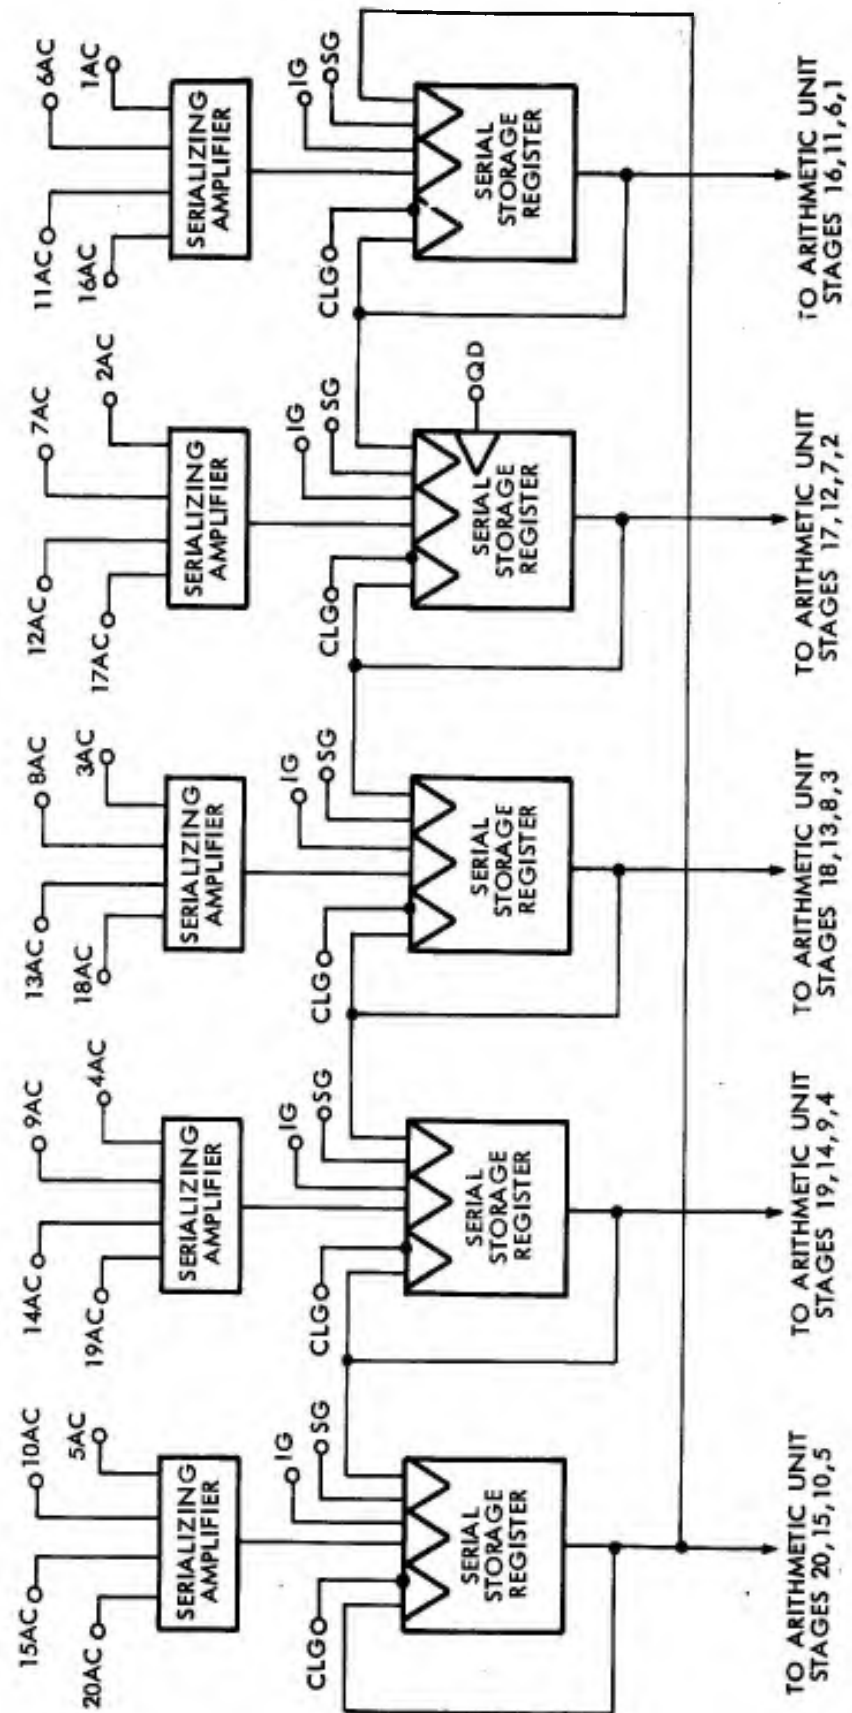 15AC
10AC
20AC
5AC
SERIALIZING
AMPLIFIER
CLG
IG
SG
SERIAL
STORAGE
REGISTER
TO ARITHMETIC UNIT
STAGES 20,15,10,5
14AC
9AC
19AC
4AC
SERIALIZING
AMPLIFIER
CLG
IG
SG
SERIAL
STORAGE
REGISTER
TO ARITHMETIC UNIT
STAGES 19,14,9,4
13AC
8AC
18AC
3AC
SERIALIZING
AMPLIFIER
CLG
IG
SG
SERIAL
STORAGE
REGISTER
TO ARITHMETIC UNIT
STAGES 18,13,8,3
12AC
7AC
17AC
2AC
SERIALIZING
AMPLIFIER
CLG
IG
SG
SERIAL
STORAGE
REGISTER
QD
TO ARITHMETIC UNIT
STAGES 17,12,7,2
11AC
6AC
16AC
1AC
SERIALIZING
AMPLIFIER
CLG
IG
SG
SERIAL
STORAGE
REGISTER
TO ARITHMETIC UNIT
STAGES 16,11,6,1